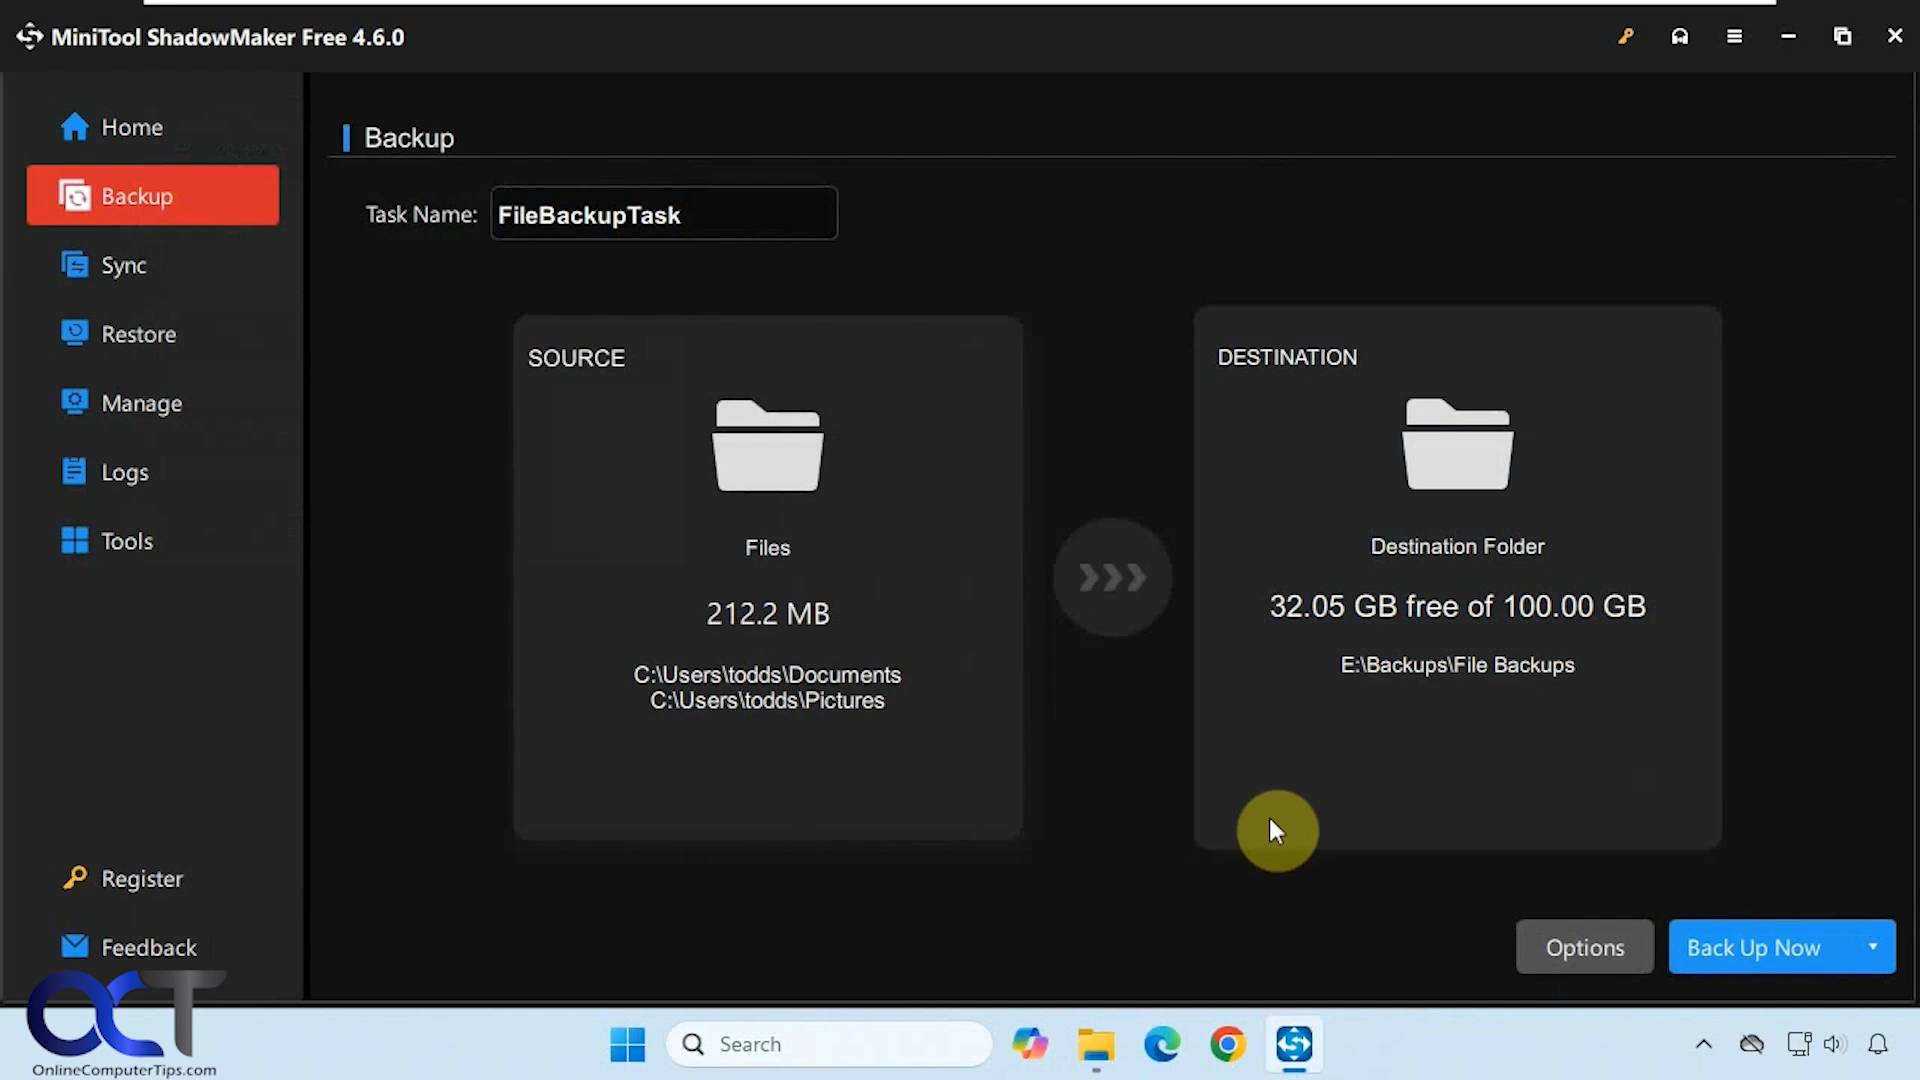 MiniTool ShadowMaker Free 4.6.0
Home
Backup
Sync
Restore
Manage
Logs
Tools
Register
Feedback
Backup
Task Name: FileBackupTask
SOURCE
Files
212.2 MB
C:\Users\todds\Documents
C:\Users\todds\Pictures
DESTINATION
Destination Folder
32.05 GB free of 100.00 GB
E:\Backups\File Backups
Options
Back Up Now
OCT
OnlineComputerTips.com
Search